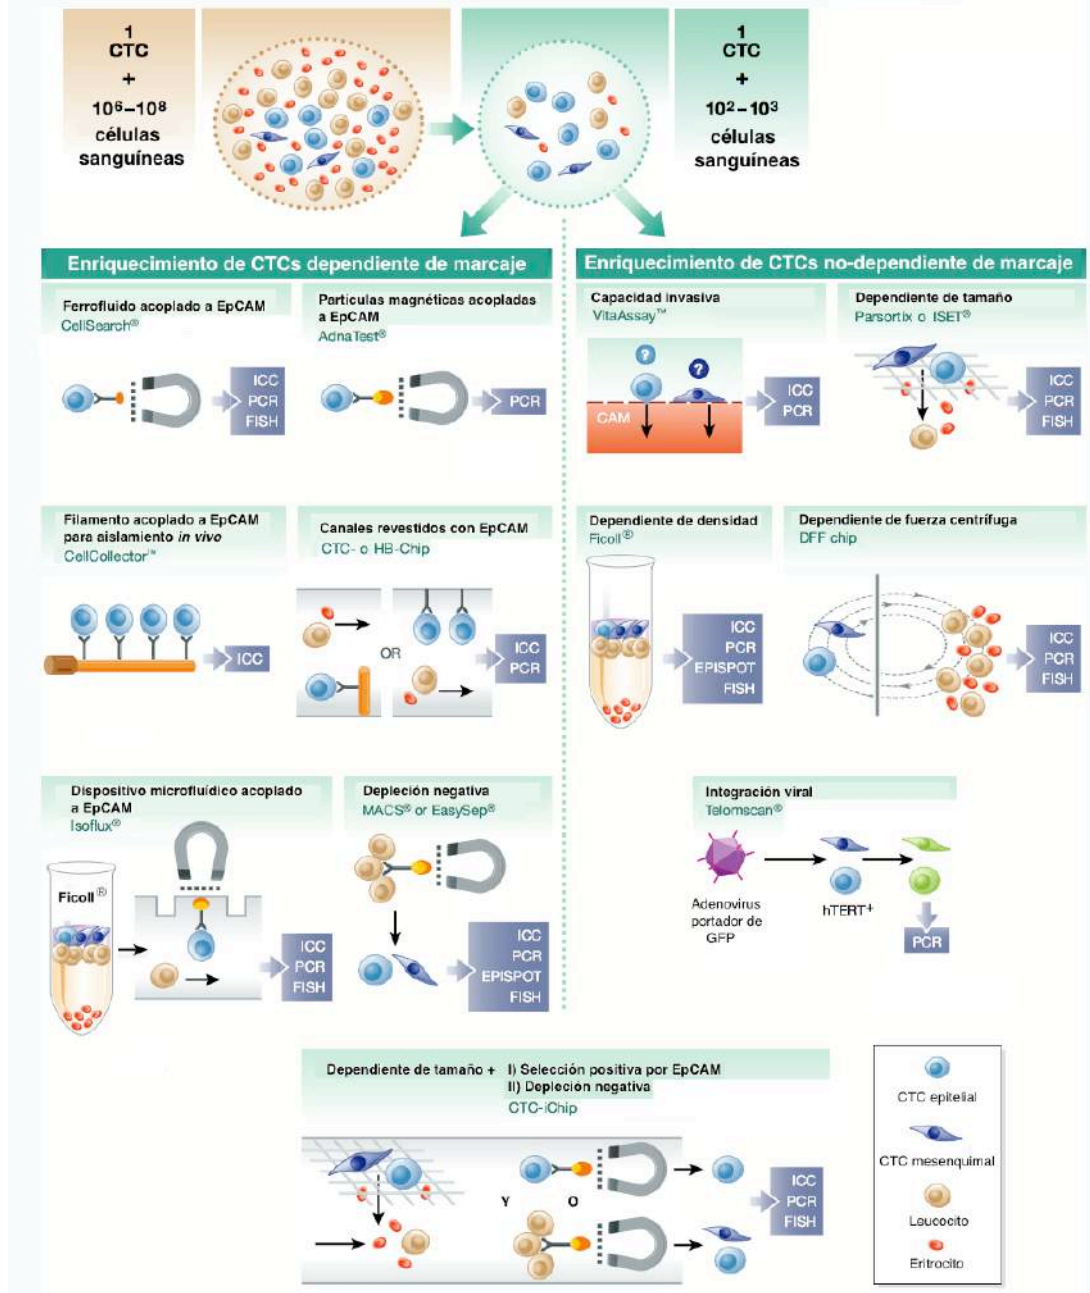 1
CTC
+
10⁶–10⁸
células
sanguíneas
1
CTC
+
10²–10³
células
sanguíneas
Enriquecimiento de CTCs dependiente de marcaje
Ferrofluido acoplado a EpCAM
CellSearch®
ICC
PCR
FISH
Partículas magnéticas acopladas
a EpCAM
AdnaTest®
PCR
Filamento acoplado a EpCAM
para aislamiento in vivo
CellCollector™
ICC
Canales revestidos con EpCAM
CTC- o HB-Chip
OR
ICC
PCR
Dispositivo microfluídico acoplado
a EpCAM
Isoflux®
Ficoll®
ICC
PCR
FISH
Depleción negativa
MACS® or EasySep®
ICC
PCR
EPISPOT
FISH
Enriquecimiento de CTCs no-dependiente de marcaje
Capacidad invasiva
VitaAssay™
?
?
CAM
ICC
PCR
Dependiente de tamaño
Parsortix o ISET®
ICC
PCR
FISH
Dependiente de densidad
Ficoll®
ICC
PCR
EPISPOT
FISH
Dependiente de fuerza centrífuga
DFF chip
ICC
PCR
FISH
Integración viral
Telomscan®
Adenovirus
portador de
GFP
hTERT⁺
PCR
Dependiente de tamaño + I) Selección positiva por EpCAM
II) Depleción negativa
CTC-iChip
Y O
ICC
PCR
FISH
CTC epitelial
CTC mesenquimal
Leucocito
Eritrocito